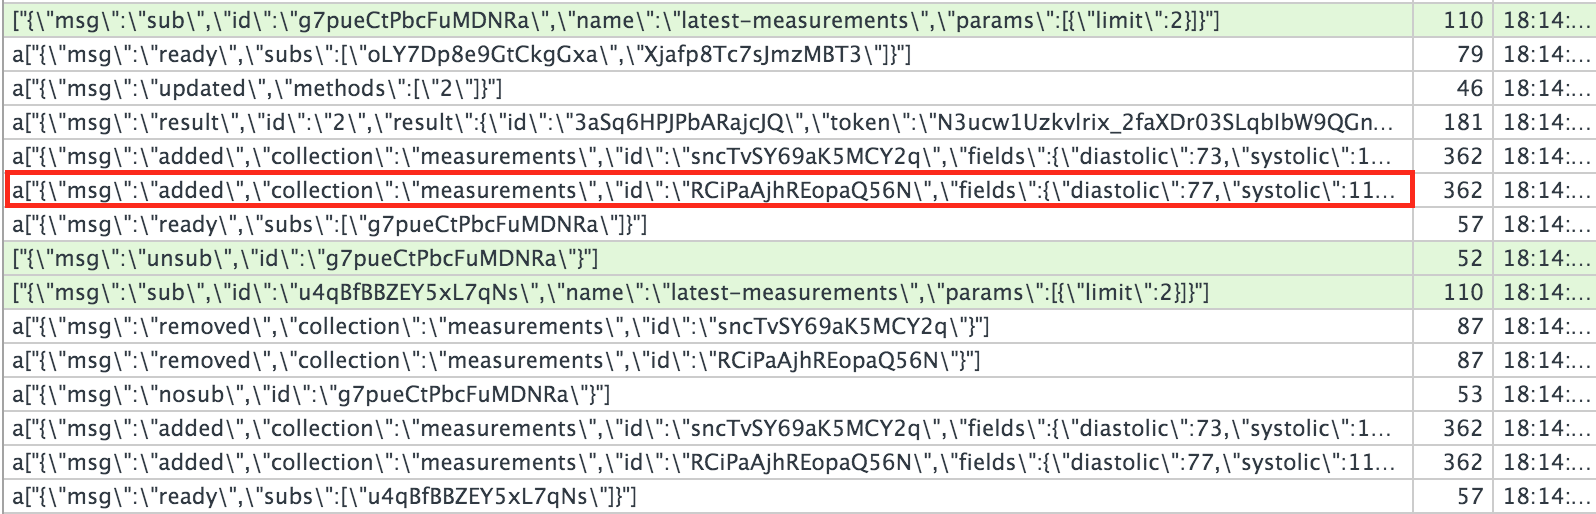 ["{\"msg\":\"sub\",\"id\":\"g7pueCtPbcFuMDNRa\",\"name\":\"latest-measurements\",\"params\":[{\"limit\":2}]}"] 110 18:14:...
a["{\"msg\":\"ready\",\"subs\":[\"oLY7Dp8e9GtCkgGxa\",\"Xjafp8Tc7sJmzMBT3\"]}"] 79 18:14:...
a["{\"msg\":\"updated\",\"methods\":[\"2\"]}"] 46 18:14:...
a["{\"msg\":\"result\",\"id\":\"2\",\"result\":{\"id\":\"3aSq6HPJPbARajcJQ\",\"token\":\"N3ucw1UzkvIrix_2faXDr03SLqbIbW9QGn... 181 18:14:...
a["{\"msg\":\"added\",\"collection\":\"measurements\",\"id\":\"sncTvSY69aK5MCY2q\",\"fields\":{\"diastolic\":73,\"systolic\":1... 362 18:14:...
a["{\"msg\":\"added\",\"collection\":\"measurements\",\"id\":\"RCiPaAjhREopaQ56N\",\"fields\":{\"diastolic\":77,\"systolic\":11... 362 18:14:...
a["{\"msg\":\"ready\",\"subs\":[\"g7pueCtPbcFuMDNRa\"]}"] 57 18:14:...
["{\"msg\":\"unsub\",\"id\":\"g7pueCtPbcFuMDNRa\"}"] 52 18:14:...
["{\"msg\":\"sub\",\"id\":\"u4qBfBBZEY5xL7qNs\",\"name\":\"latest-measurements\",\"params\":[{\"limit\":2}]}"] 110 18:14:...
a["{\"msg\":\"removed\",\"collection\":\"measurements\",\"id\":\"sncTvSY69aK5MCY2q\"}"] 87 18:14:...
a["{\"msg\":\"removed\",\"collection\":\"measurements\",\"id\":\"RCiPaAjhREopaQ56N\"}"] 87 18:14:...
a["{\"msg\":\"nosub\",\"id\":\"g7pueCtPbcFuMDNRa\"}"] 53 18:14:...
a["{\"msg\":\"added\",\"collection\":\"measurements\",\"id\":\"sncTvSY69aK5MCY2q\",\"fields\":{\"diastolic\":73,\"systolic\":1... 362 18:14:...
a["{\"msg\":\"added\",\"collection\":\"measurements\",\"id\":\"RCiPaAjhREopaQ56N\",\"fields\":{\"diastolic\":77,\"systolic\":11... 362 18:14:...
a["{\"msg\":\"ready\",\"subs\":[\"u4qBfBBZEY5xL7qNs\"]}"] 57 18:14:...